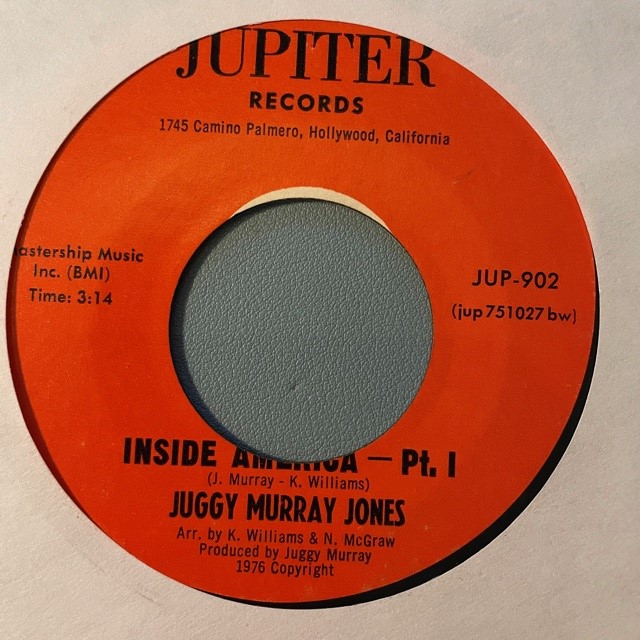 JUPITER
RECORDS
1745 Camino Palmero, Hollywood, California
astership Music
Inc. (BMI)
Time: 3:14
JUP-902
(jup 751027 bw)
INSIDE AMERICA — Pt. I
(J. Murray - K. Williams)
JUGGY MURRAY JONES
Arr. by K. Williams & N. McGraw
Produced by Juggy Murray
1976 Copyright